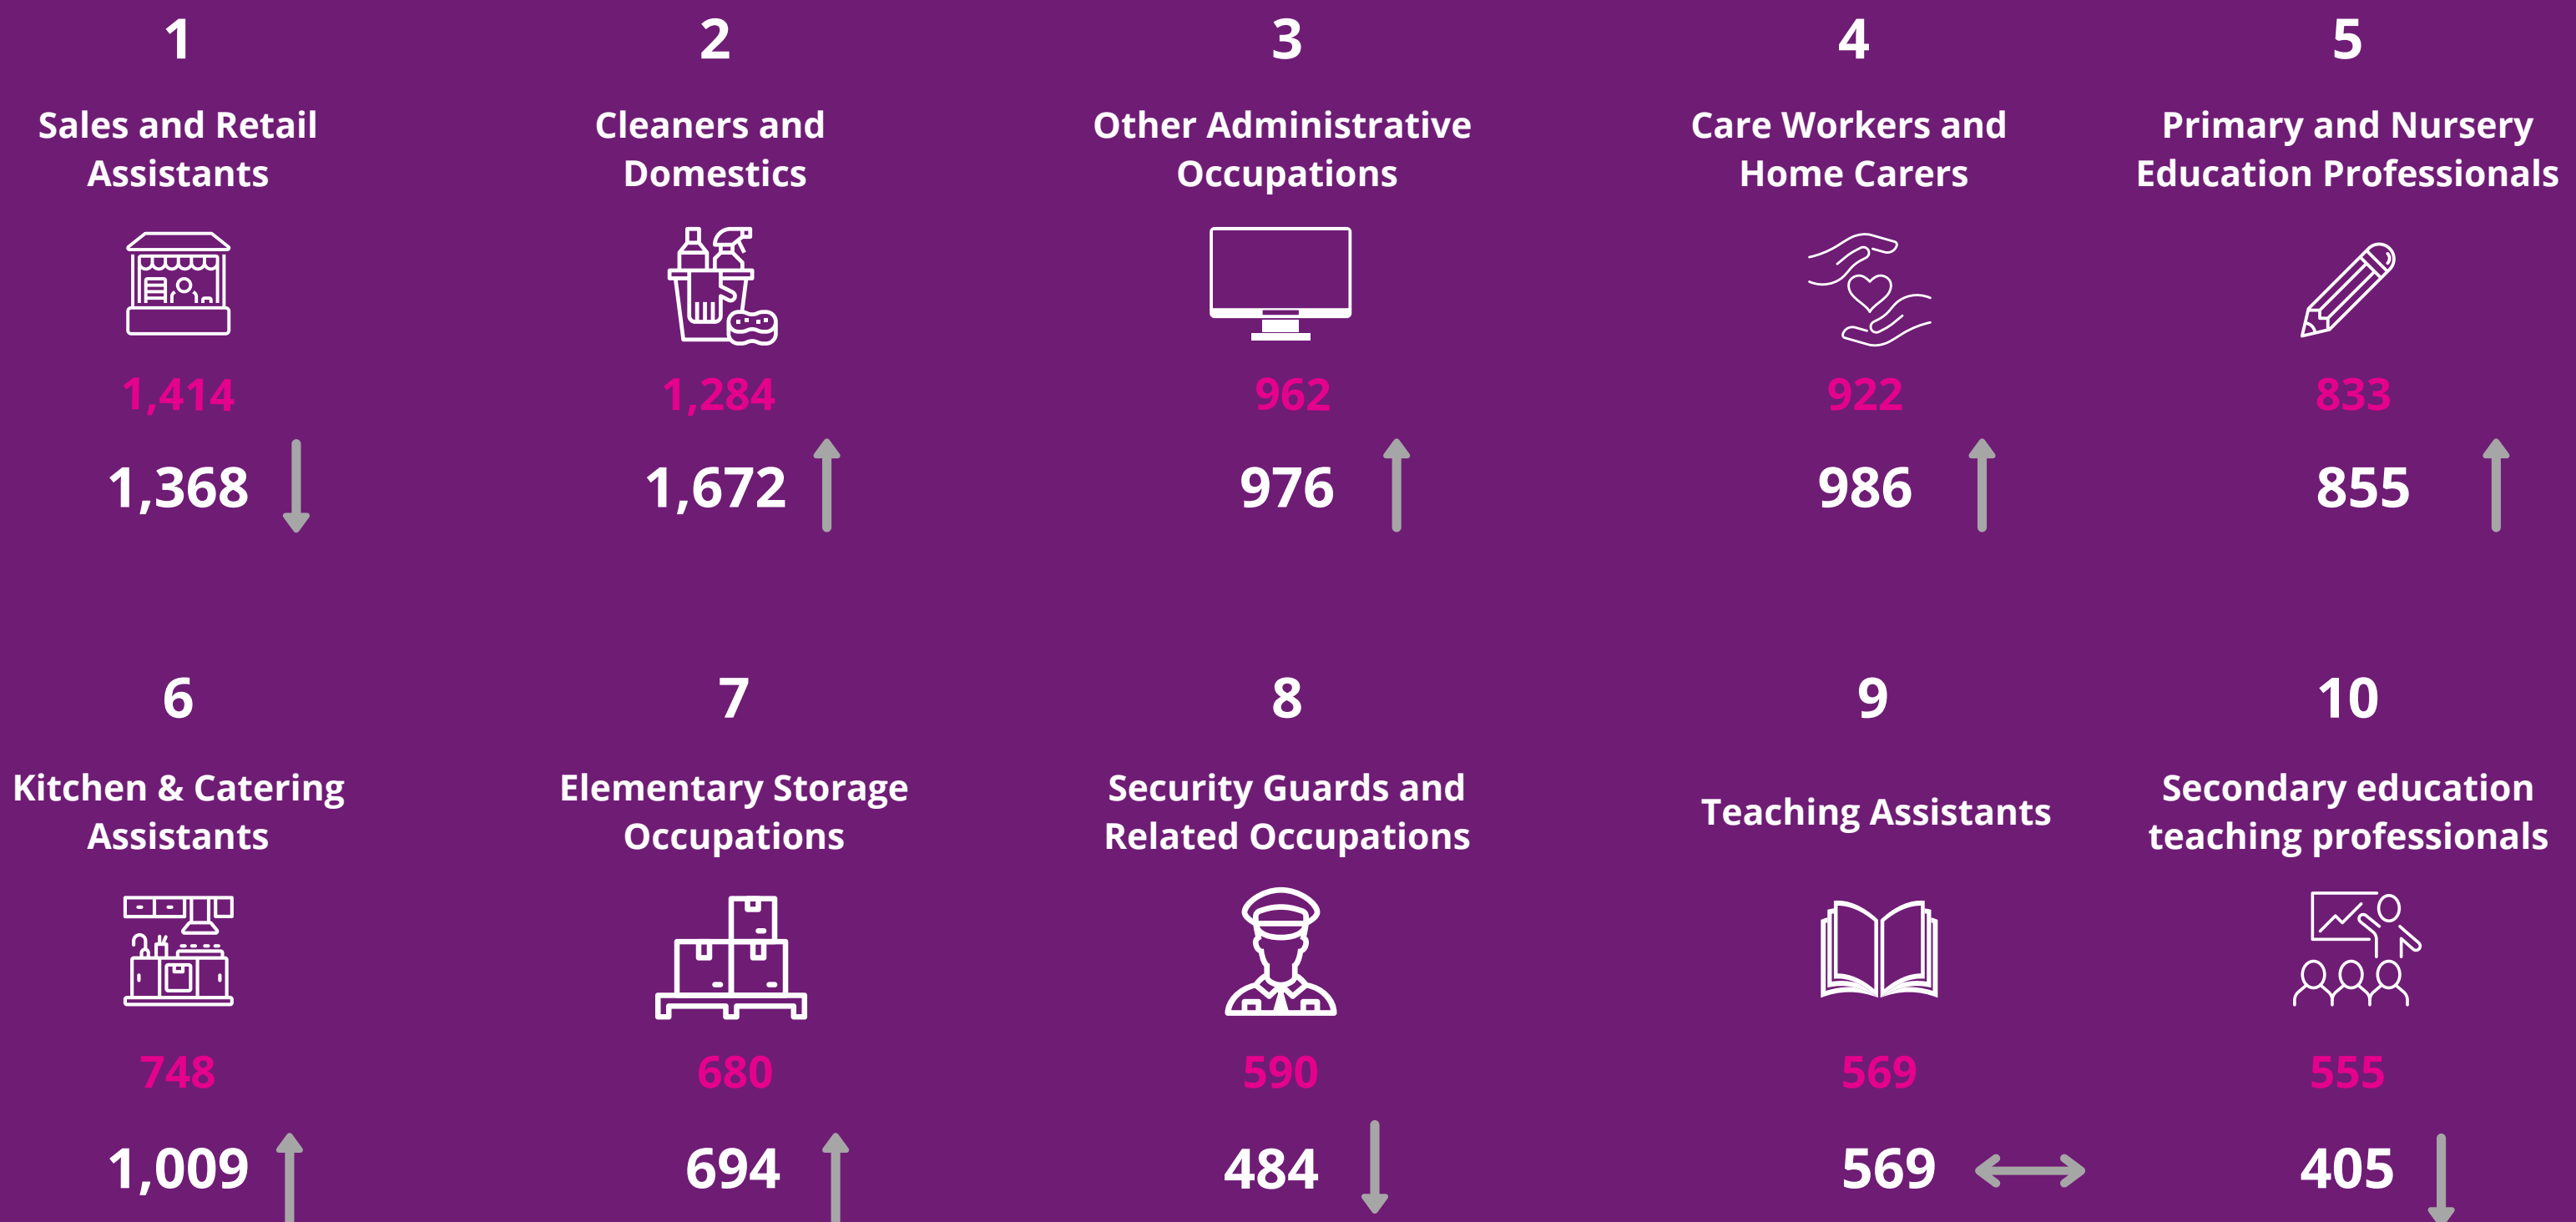 1
Sales and Retail
Assistants
1,414
1,368
2
Cleaners and
Domestics
1,284
1,672
3
Other Administrative
Occupations
962
976
4
Care Workers and
Home Carers
922
986
5
Primary and Nursery
Education Professionals
833
855
6
Kitchen & Catering
Assistants
748
1,009
7
Elementary Storage
Occupations
680
694
8
Security Guards and
Related Occupations
590
484
9
Teaching Assistants
569
569
10
Secondary education
teaching professionals
555
405